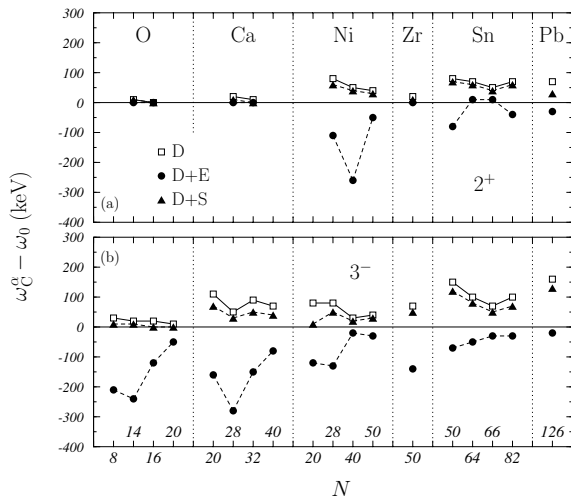 O Ca Ni Zr Sn Pb
300
200
100
0
-100
-200
-300
-400
D
D+E
D+S
(a)
2⁺
ω_C^α − ω₀ (keV)
300
200
100
0
-100
-200
-300
-400
(b)
3⁻
14 20 28 40 28 50 50 66 126
8 16 20 32 20 40 50 64 82
N